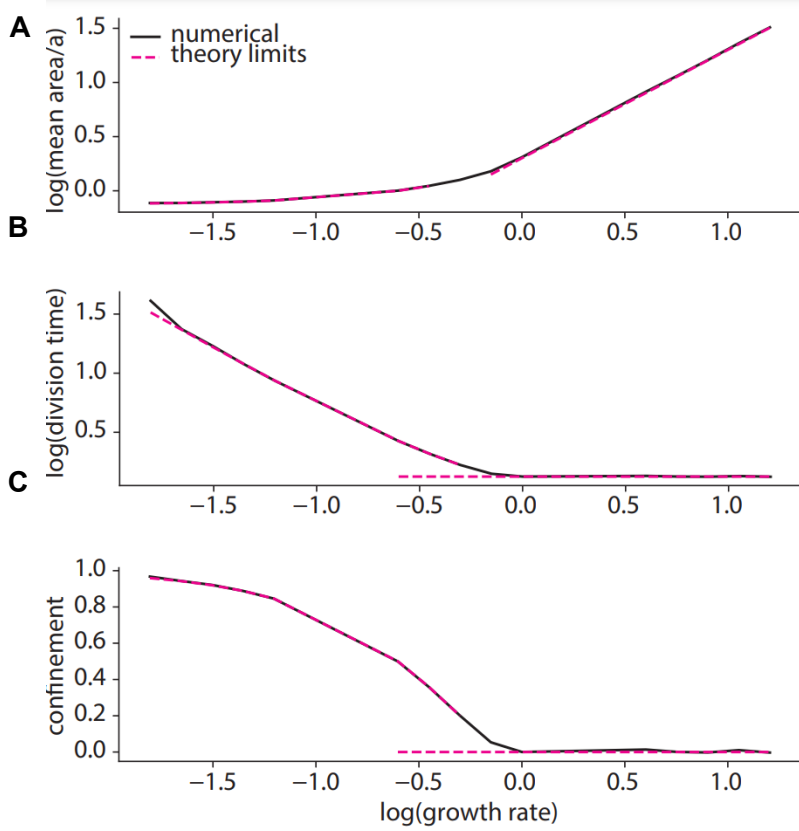 A
numerical
theory limits
log(mean area/a)
1.5
1.0
0.5
0.0
−1.5 −1.0 −0.5 0.0 0.5 1.0
B
log(division time)
1.5
1.0
0.5
−1.5 −1.0 −0.5 0.0 0.5 1.0
C
confinement
1.0
0.8
0.6
0.4
0.2
0.0
−1.5 −1.0 −0.5 0.0 0.5 1.0
log(growth rate)